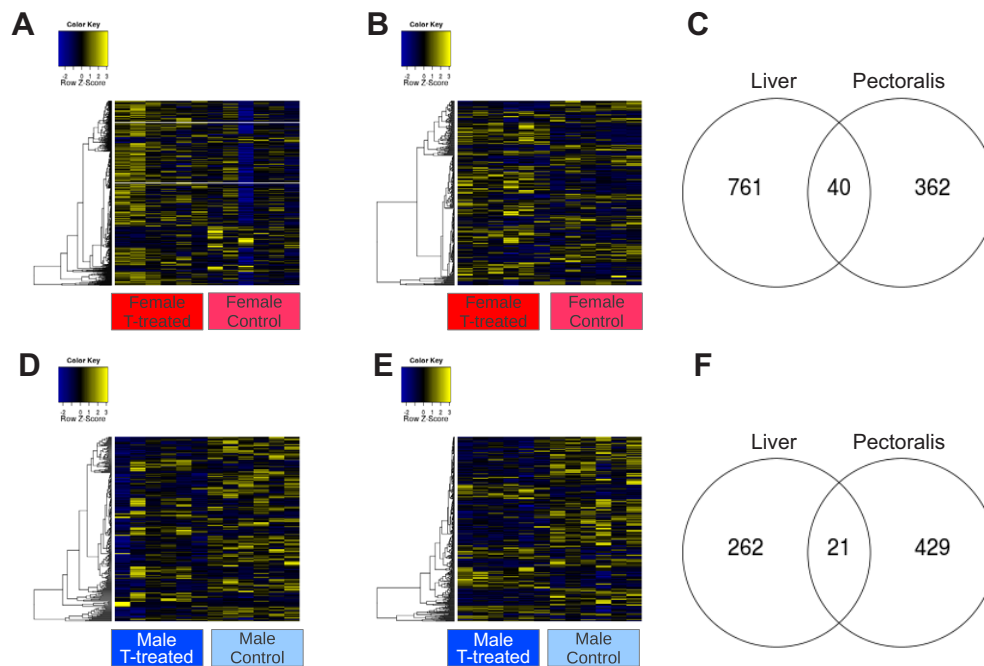 A
Color Key
-2
0
1
2
3
Row Z-Score
Female
T-treated
Female
Control
B
Color Key
-2
0
1
2
3
Row Z-Score
Female
T-treated
Female
Control
C
Liver
Pectoralis
761
40
362
D
Color Key
-2
0
1
2
3
Row Z-Score
Male
T-treated
Male
Control
E
Color Key
-2
0
1
2
3
Row Z-Score
Male
T-treated
Male
Control
F
Liver
Pectoralis
262
21
429